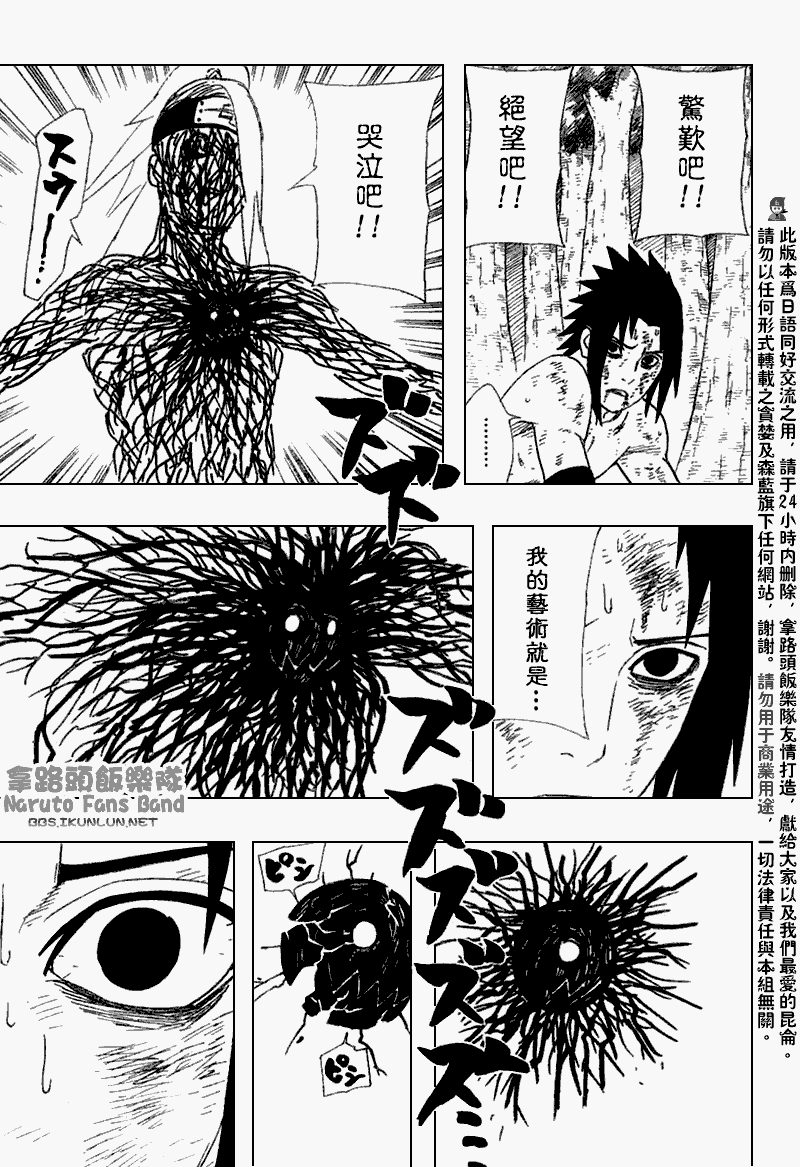 驚歎吧!!
絕望吧!!
………
哭泣吧!!
スウー…
ズズ
我的藝術就是…
ズズズズズ
ピシ
ピシ
此版本爲日語同好交流之用，請于24小時内刪除，拿路頭飯樂隊友情打造，獻給大家以及我們最愛的昆侖。
請勿以任何形式轉載之貪婪及森藍旗下任何網站，謝謝。請勿用于商業用途，一切法律責任與本組無關。
拿路頭飯樂隊
Naruto Fans Band
BBS.IKUNLUN.NET